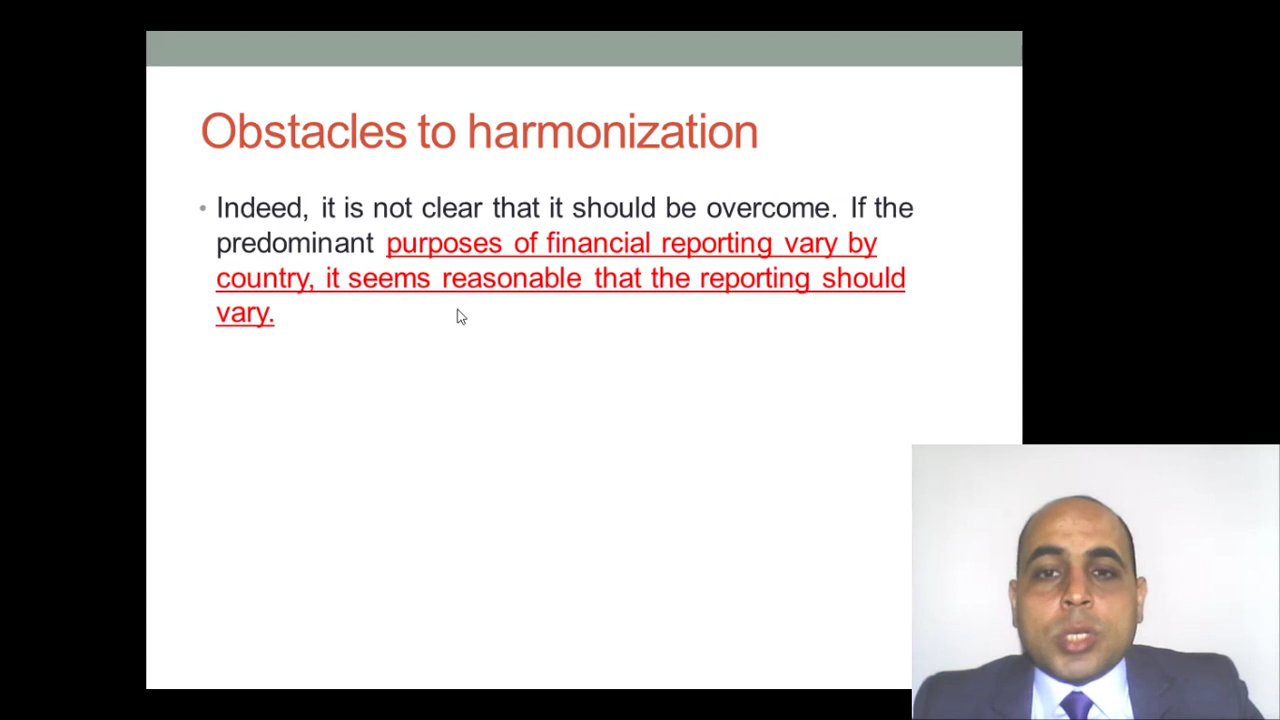 Obstacles to harmonization
• Indeed, it is not clear that it should be overcome. If the
predominant purposes of financial reporting vary by
country, it seems reasonable that the reporting should
vary.